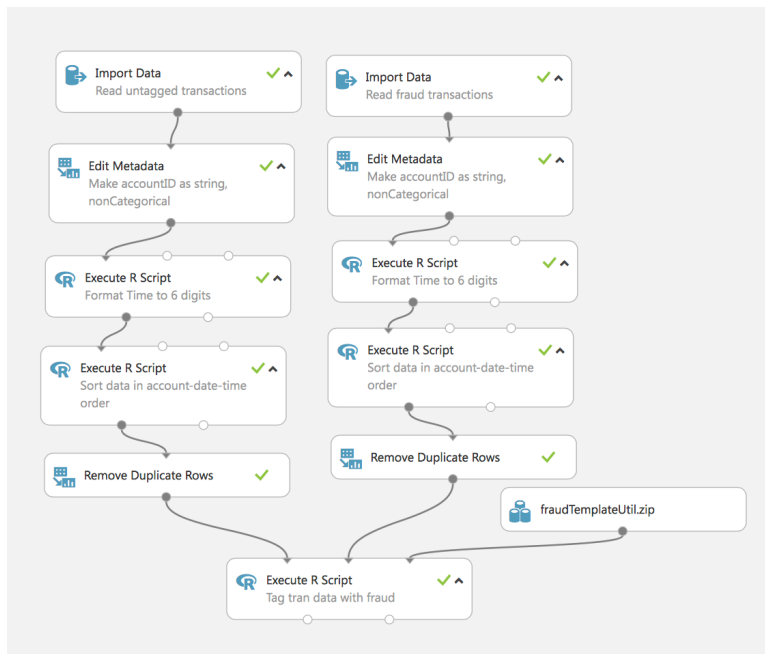 Import Data
Read untagged transactions
Import Data
Read fraud transactions
Edit Metadata
Make accountID as string,
nonCategorical
Edit Metadata
Make accountID as string,
nonCategorical
Execute R Script
Format Time to 6 digits
Execute R Script
Format Time to 6 digits
Execute R Script
Sort data in account-date-time
order
Execute R Script
Sort data in account-date-time
order
Remove Duplicate Rows
Remove Duplicate Rows
fraudTemplateUtil.zip
Execute R Script
Tag tran data with fraud